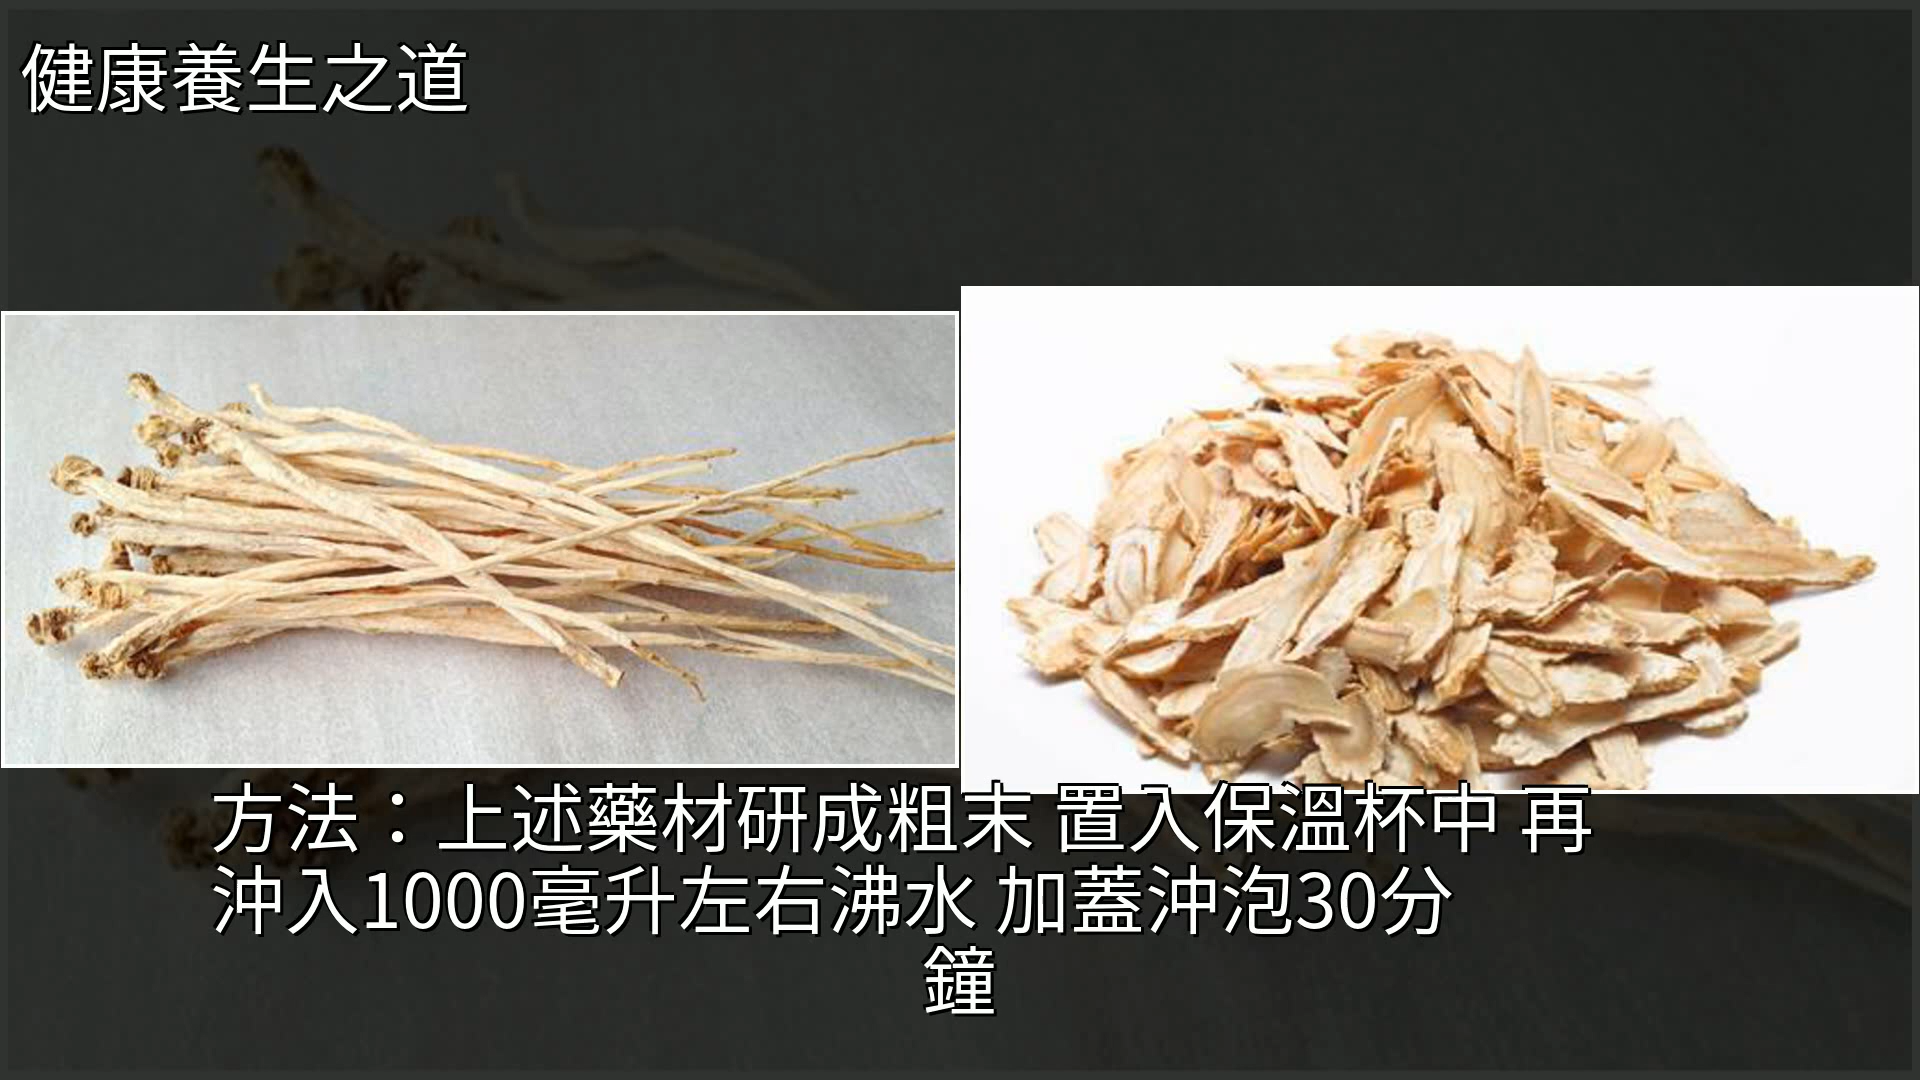 健康養生之道
方法：上述藥材研成粗末 置入保溫杯中 再
沖入1000毫升左右沸水 加蓋沖泡30分
鐘